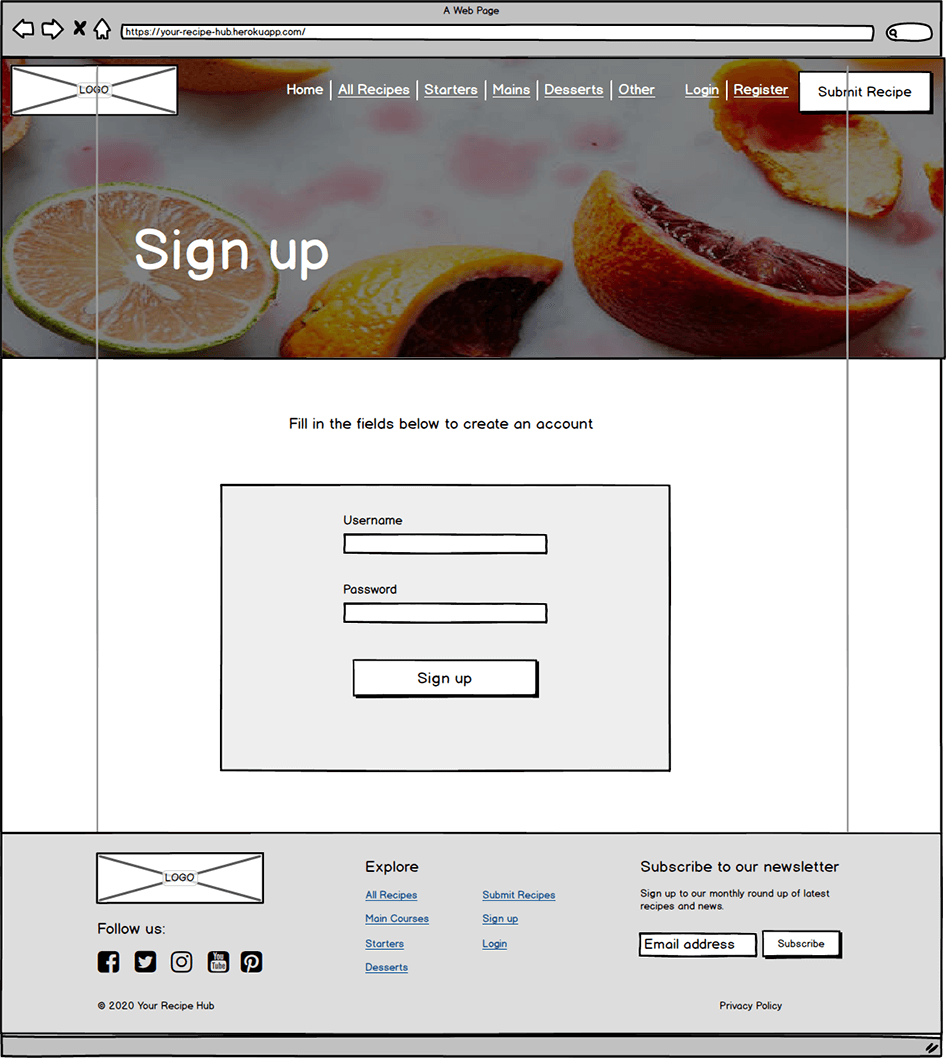 A Web Page
https://your-recipe-hub.herokuapp.com/
LOGO
Home All Recipes Starters Mains Desserts Other Login Register Submit Recipe
Sign up
Fill in the fields below to create an account
Username
Password
Sign up
LOGO
Follow us:
You Tube
© 2020 Your Recipe Hub
Explore
All Recipes
Main Courses
Starters
Desserts
Submit Recipes
Sign up
Login
Subscribe to our newsletter
Sign up to our monthly round up of latest
recipes and news.
Email address Subscribe
Privacy Policy